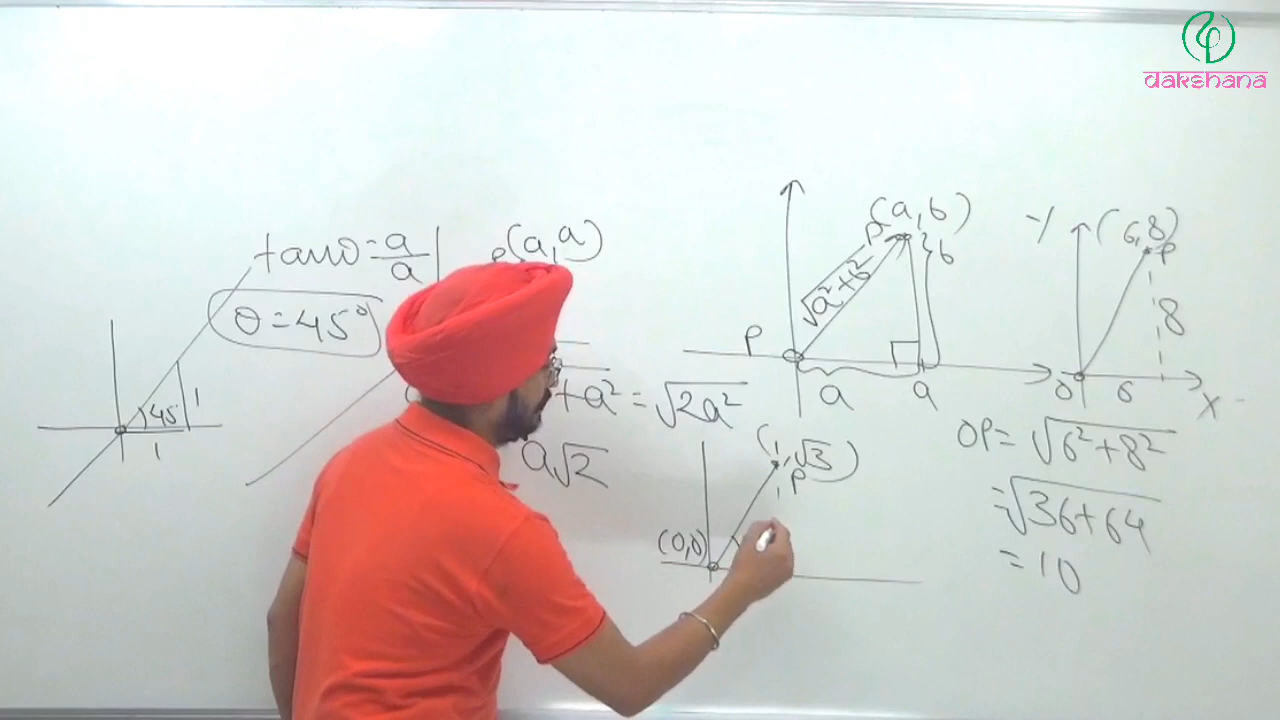 dakshana
tanθ = a/a
θ = 45°
45
1
1
P(a,a)
+a² = √2a²
a√2
(a,b)
P
√a²+b²
b
P
a
a
(1,√3)
P
(0,0)
Y
(6,8)
P
8
O
6
X
OP = √6²+8²
= √36+64
= 10